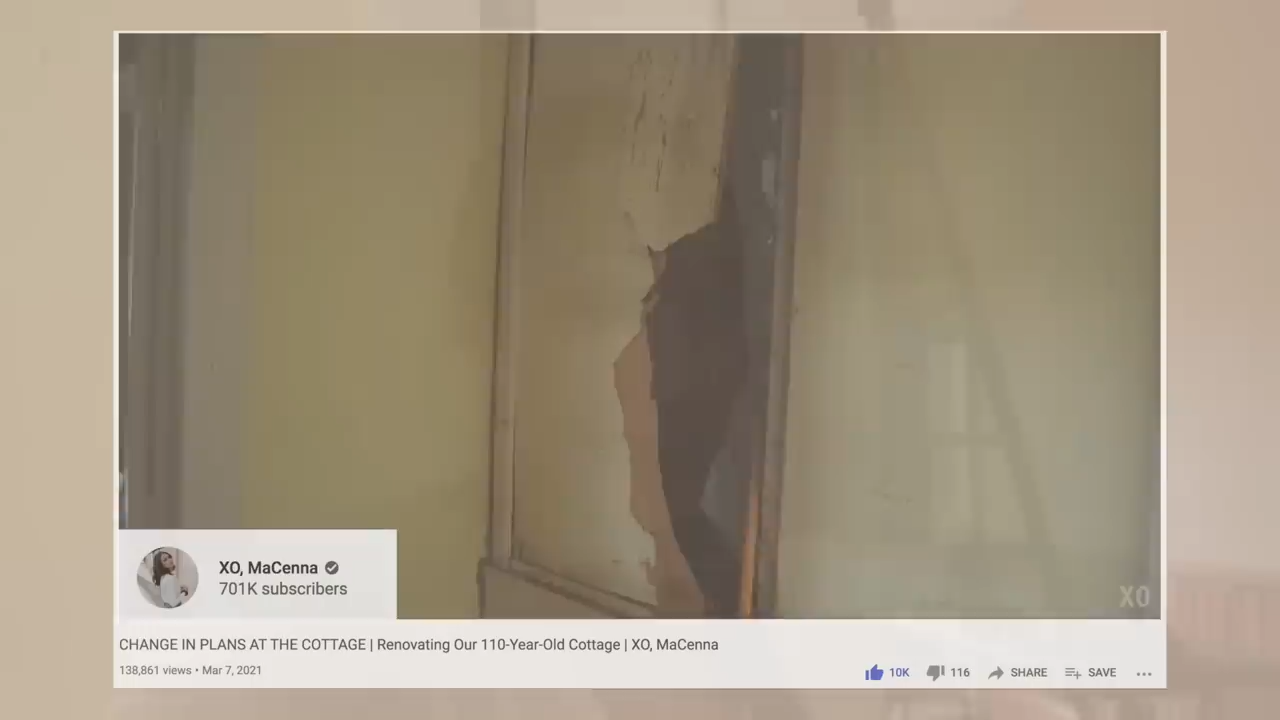 XO, MaCenna
701K subscribers
XO
CHANGE IN PLANS AT THE COTTAGE | Renovating Our 110-Year-Old Cottage | XO, MaCenna
138,861 views • Mar 7, 2021
10K 116 SHARE SAVE ...